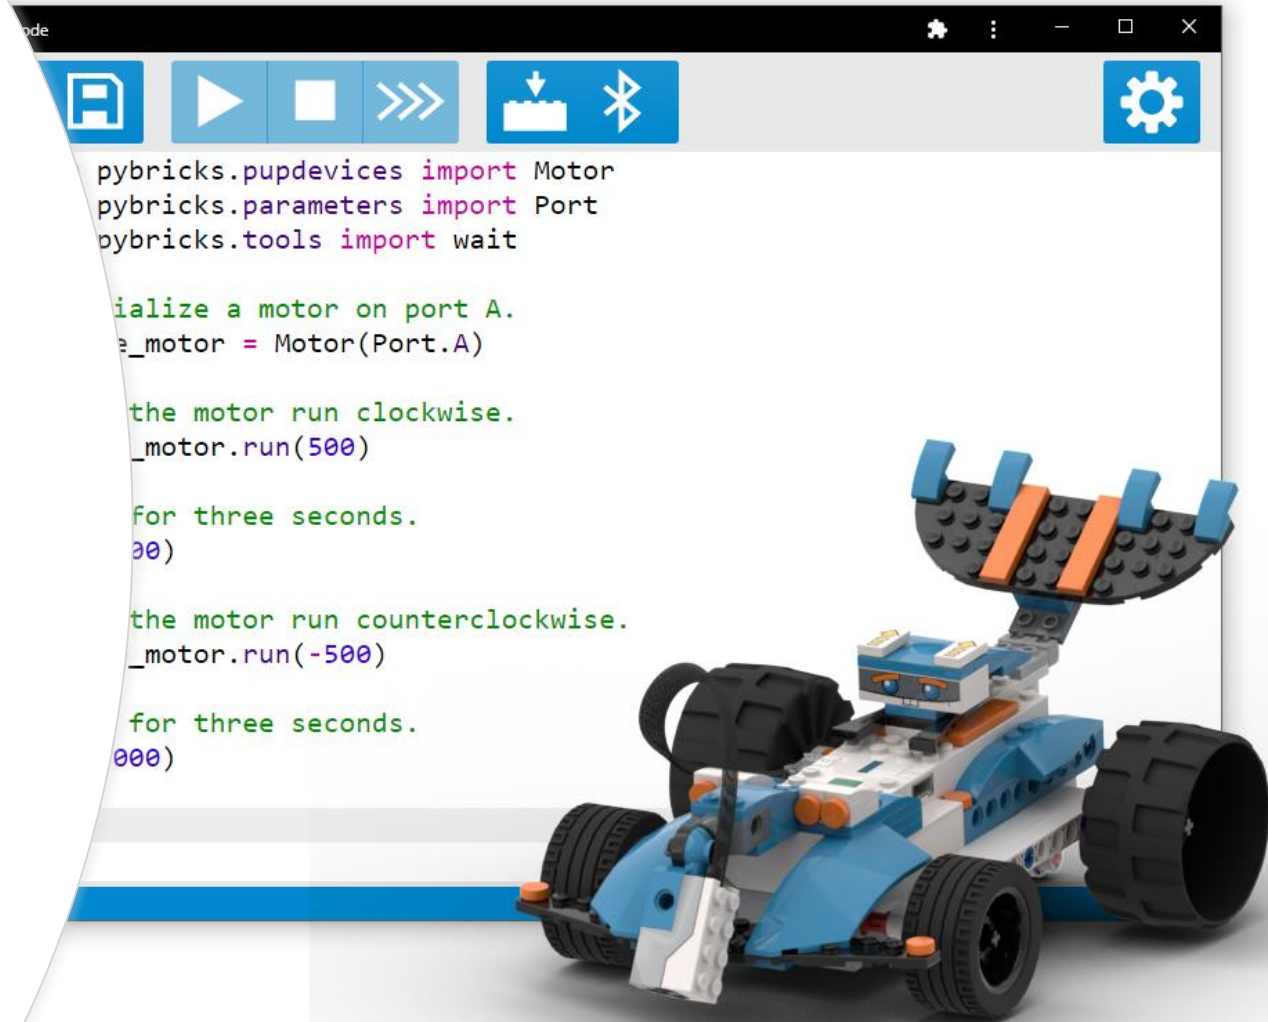 ode
pybricks.pupdevices import Motor
pybricks.parameters import Port
pybricks.tools import wait
ialize a motor on port A.
e_motor = Motor(Port.A)
the motor run clockwise.
_motor.run(500)
for three seconds.
00)
the motor run counterclockwise.
_motor.run(-500)
for three seconds.
000)